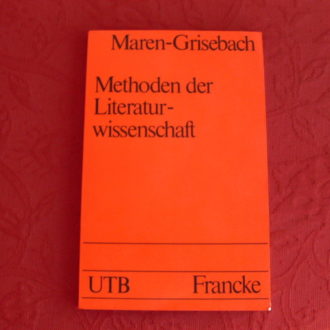 Maren-Grisebach
Methoden der
Literatur-
wissenschaft
UTB Francke